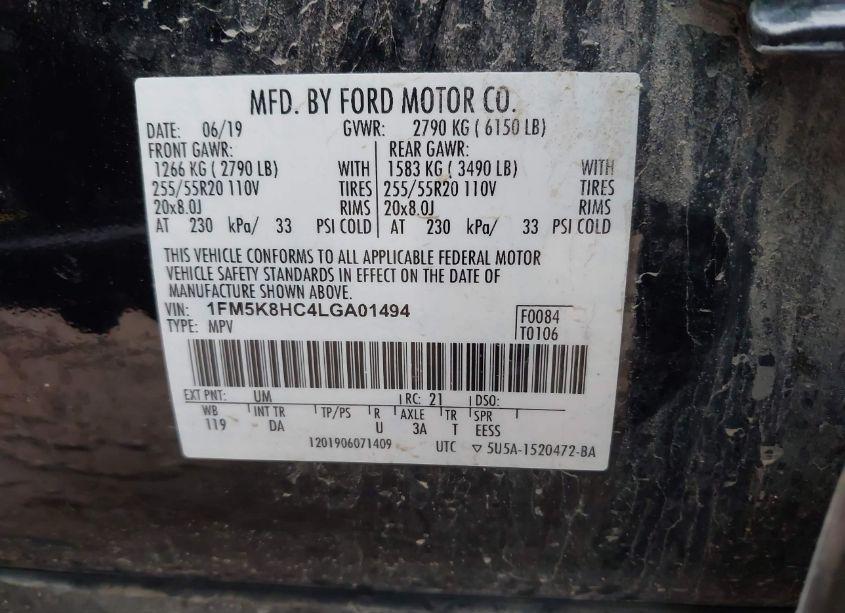 MFD. BY FORD MOTOR CO.
DATE: 06/19 GVWR: 2790 KG ( 6150 LB)
FRONT GAWR: REAR GAWR:
1266 KG ( 2790 LB) WITH 1583 KG ( 3490 LB) WITH
255/55R20 110V TIRES 255/55R20 110V TIRES
20x8.0J RIMS 20x8.0J RIMS
AT 230 kPa/ 33 PSI COLD AT 230 kPa/ 33 PSI COLD
THIS VEHICLE CONFORMS TO ALL APPLICABLE FEDERAL MOTOR
VEHICLE SAFETY STANDARDS IN EFFECT ON THE DATE OF
MANUFACTURE SHOWN ABOVE.
VIN: 1FM5K8HC4LGA01494 F0084
TYPE: MPV T0106
EXT PNT: UM RC: 21 DSO:
WB INT TR TP/PS R AXLE TR SPR
119 DA U 3A T EESS
1201906071409 UTC ▽ 5U5A-1520472-BA